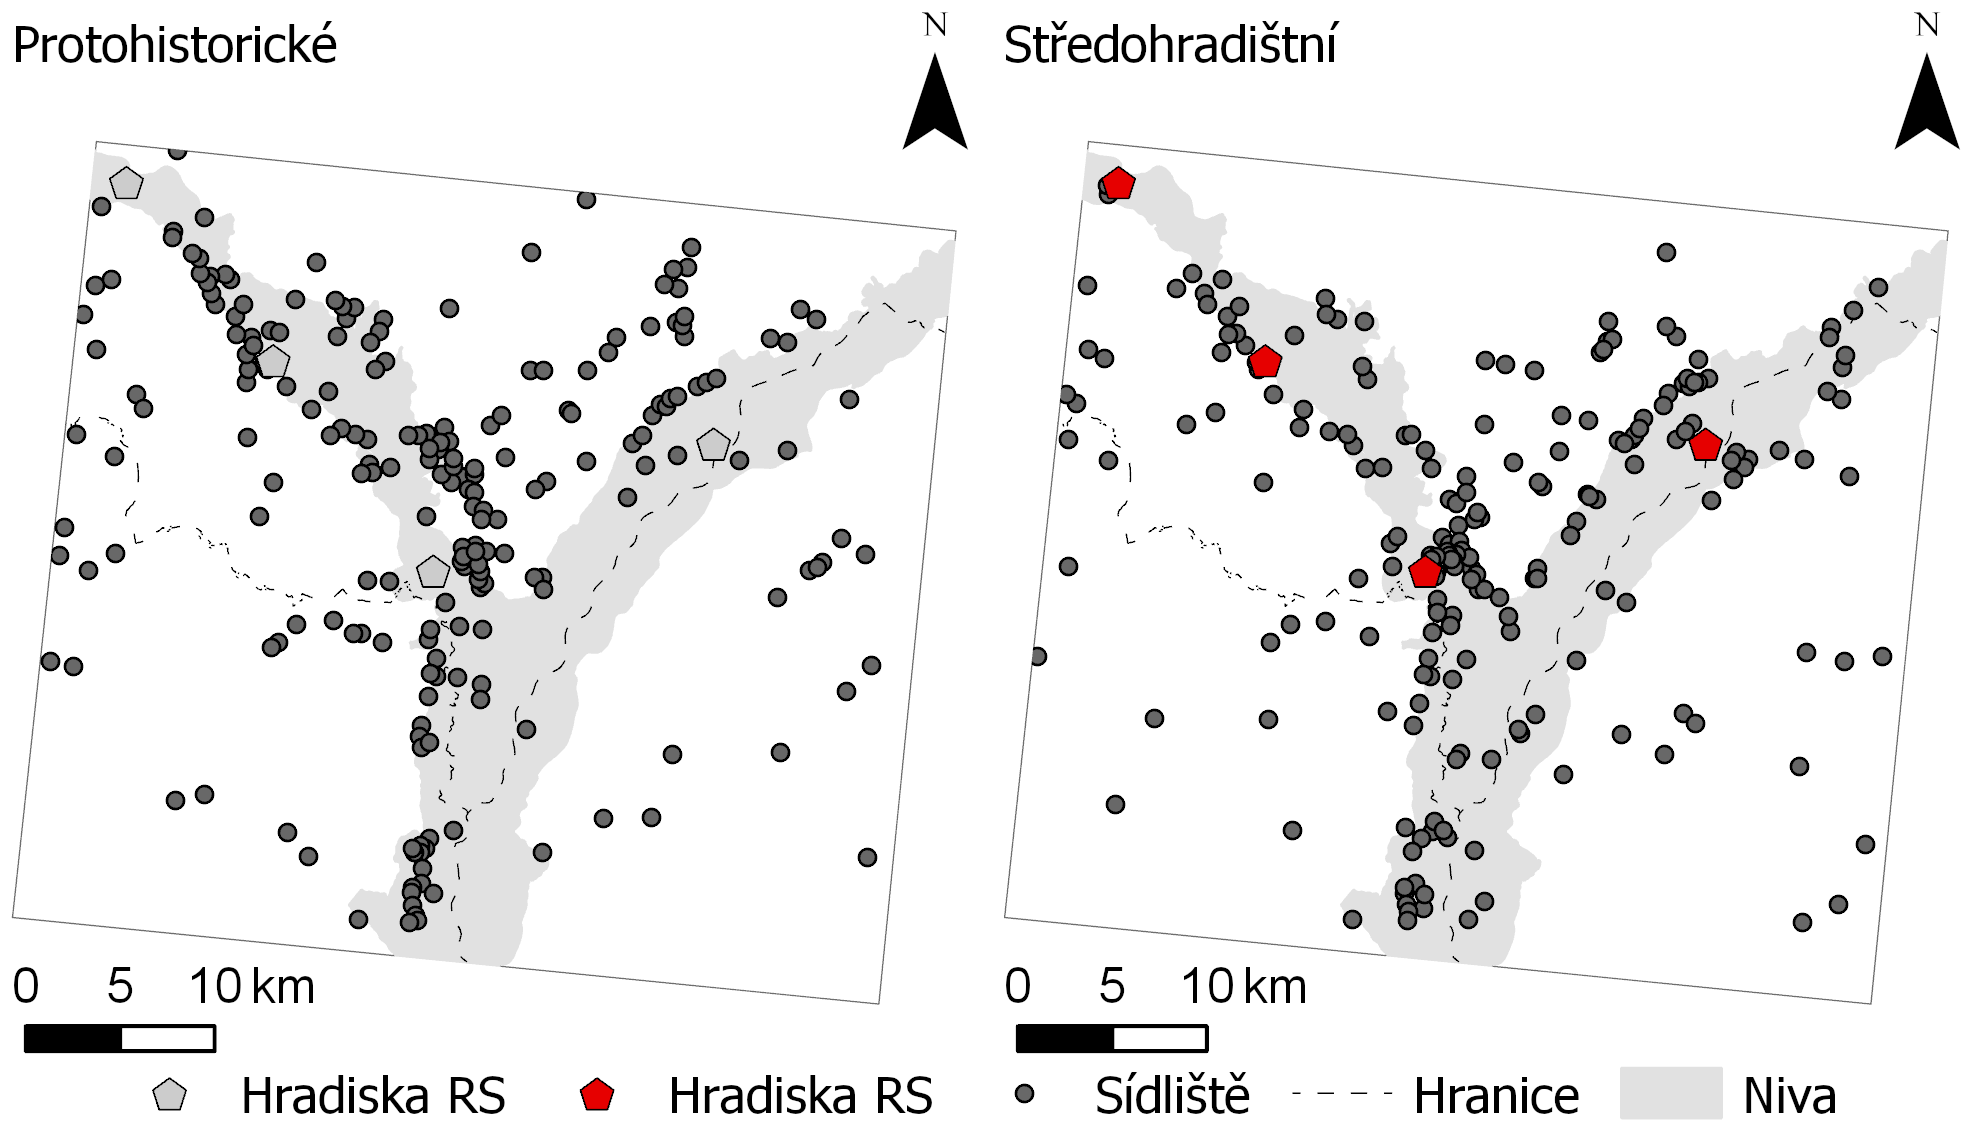 Protohistorické
N
Středohradištní
N
0 5 10 km
0 5 10 km
Hradiska RS
Hradiska RS
Sídliště
Hranice
Niva